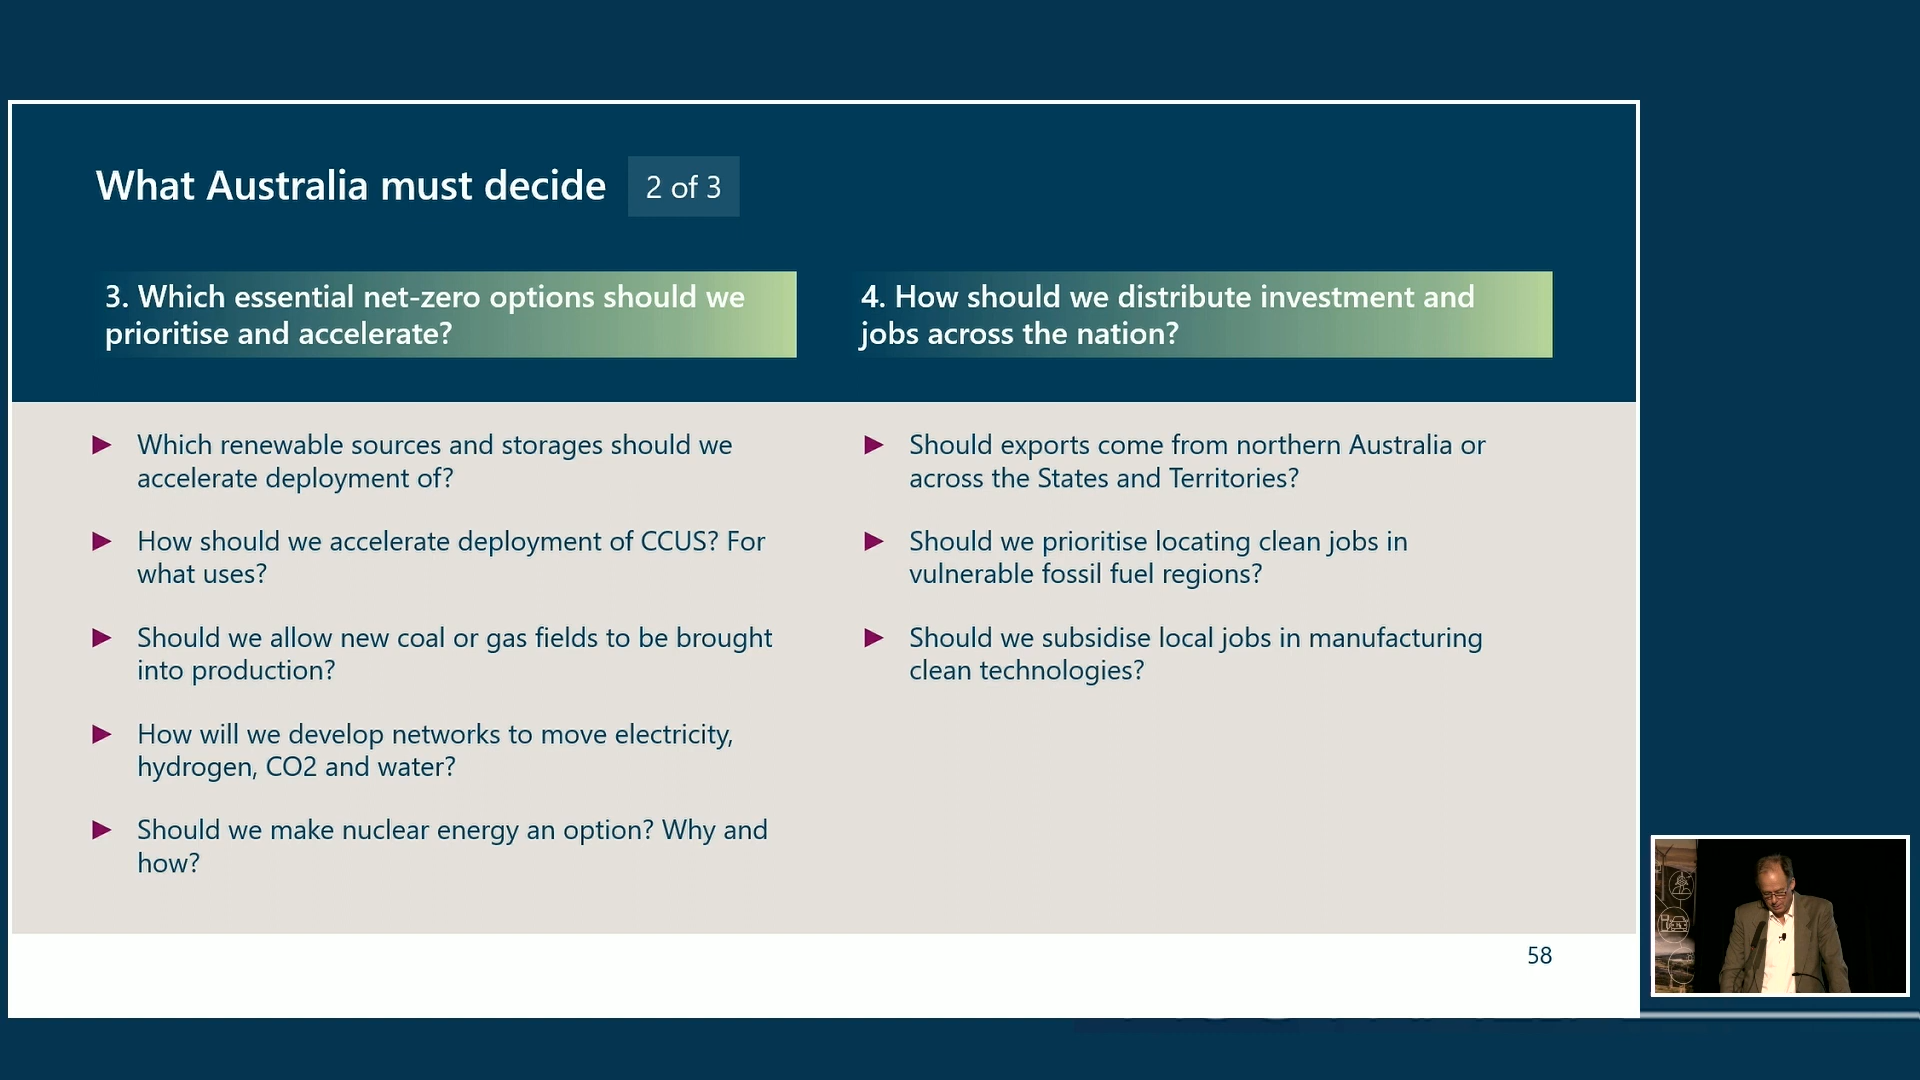 What Australia must decide
2 of 3
3. Which essential net-zero options should we
prioritise and accelerate?
Which renewable sources and storages should we
accelerate deployment of?
How should we accelerate deployment of CCUS? For
what uses?
Should we allow new coal or gas fields to be brought
into production?
How will we develop networks to move electricity,
hydrogen, CO2 and water?
Should we make nuclear energy an option? Why and
how?
4. How should we distribute investment and
jobs across the nation?
Should exports come from northern Australia or
across the States and Territories?
Should we prioritise locating clean jobs in
vulnerable fossil fuel regions?
Should we subsidise local jobs in manufacturing
clean technologies?
58